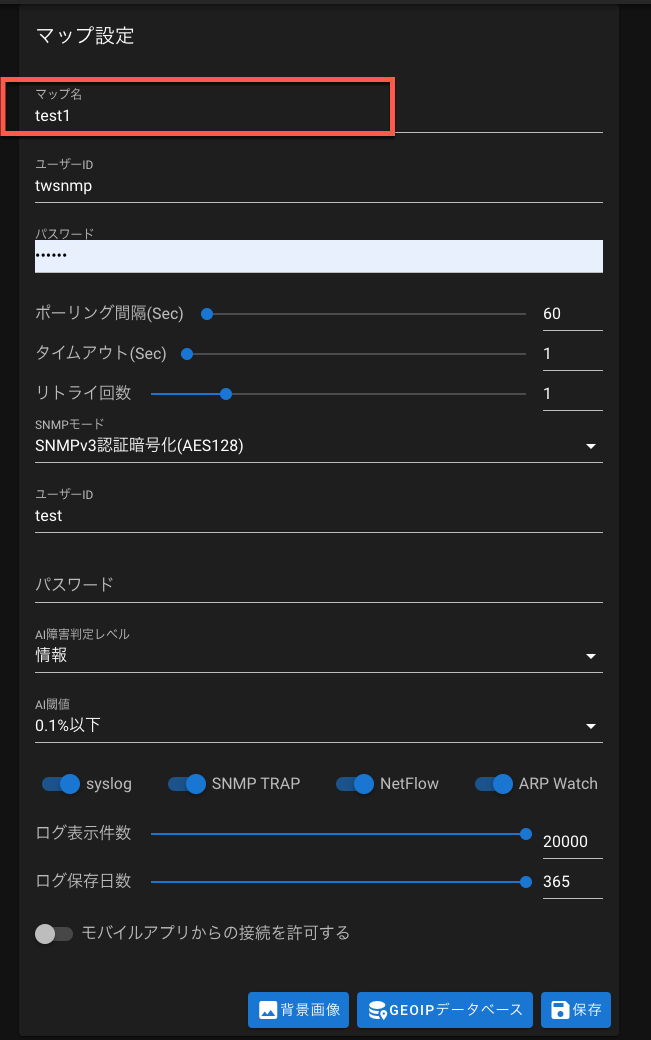 マップ設定
マップ名
test1
ユーザーID
twsnmp
パスワード
••••••
ポーリング間隔(Sec) 60
タイムアウト(Sec) 1
リトライ回数 1
SNMPモード
SNMPv3認証暗号化(AES128)
ユーザーID
test
パスワード
AI障害判定レベル
情報
AI閾値
0.1%以下
syslog SNMP TRAP NetFlow ARP Watch
ログ表示件数 20000
ログ保存日数 365
モバイルアプリからの接続を許可する
背景画像 GEOIPデータベース 保存